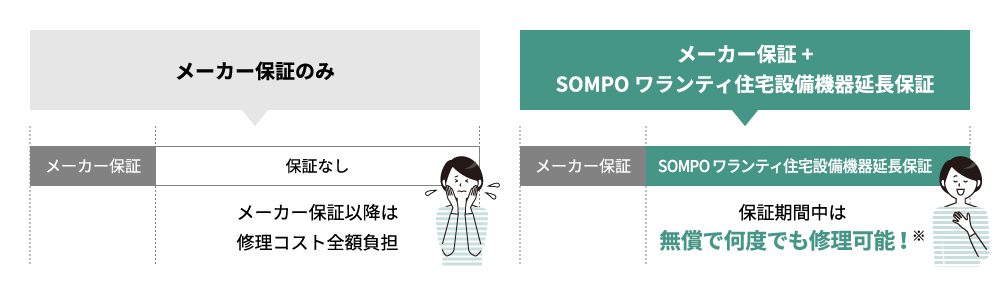 メーカー保証のみ
メーカー保証
保証なし
メーカー保証以降は
修理コスト全額負担
メーカー保証 +
SOMPO ワランティ住宅設備機器延長保証
メーカー保証
SOMPO ワランティ住宅設備機器延長保証
保証期間中は
無償で何度でも修理可能！※